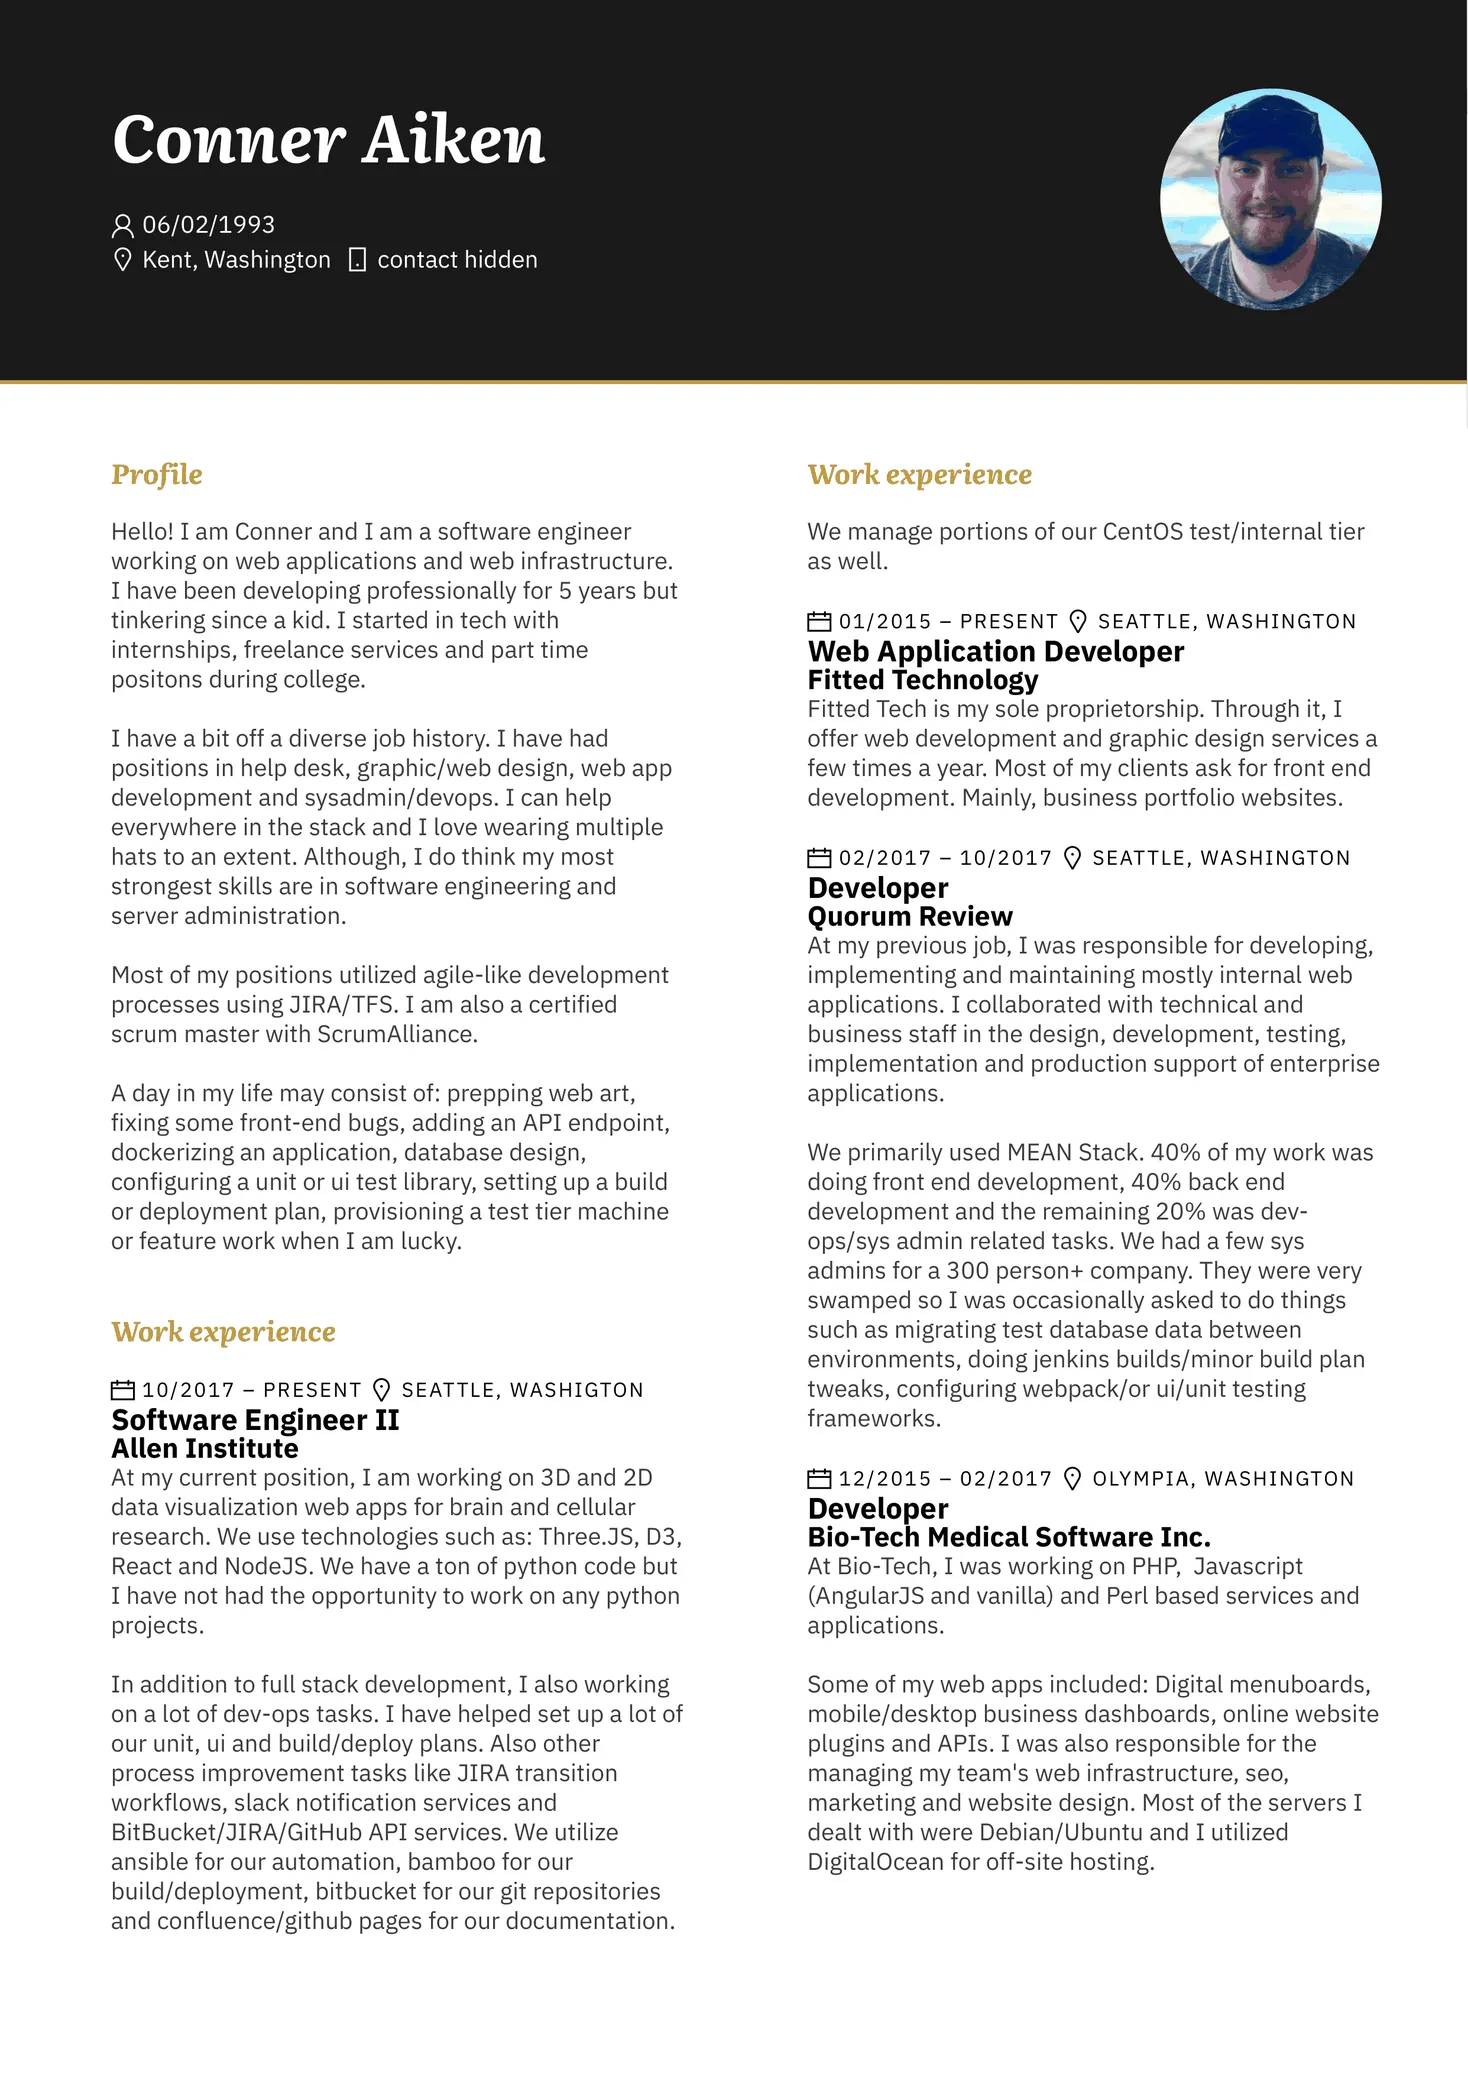 Conner Aiken
06/02/1993
Kent, Washington contact hidden
Profile
Hello! I am Conner and I am a software engineer
working on web applications and web infrastructure.
I have been developing professionally for 5 years but
tinkering since a kid. I started in tech with
internships, freelance services and part time
positons during college.
I have a bit off a diverse job history. I have had
positions in help desk, graphic/web design, web app
development and sysadmin/devops. I can help
everywhere in the stack and I love wearing multiple
hats to an extent. Although, I do think my most
strongest skills are in software engineering and
server administration.
Most of my positions utilized agile-like development
processes using JIRA/TFS. I am also a certified
scrum master with ScrumAlliance.
A day in my life may consist of: prepping web art,
fixing some front-end bugs, adding an API endpoint,
dockerizing an application, database design,
configuring a unit or ui test library, setting up a build
or deployment plan, provisioning a test tier machine
or feature work when I am lucky.
Work experience
10/2017 – PRESENT SEATTLE, WASHIGTON
Software Engineer II
Allen Institute
At my current position, I am working on 3D and 2D
data visualization web apps for brain and cellular
research. We use technologies such as: Three.JS, D3,
React and NodeJS. We have a ton of python code but
I have not had the opportunity to work on any python
projects.
In addition to full stack development, I also working
on a lot of dev-ops tasks. I have helped set up a lot of
our unit, ui and build/deploy plans. Also other
process improvement tasks like JIRA transition
workflows, slack notification services and
BitBucket/JIRA/GitHub API services. We utilize
ansible for our automation, bamboo for our
build/deployment, bitbucket for our git repositories
and confluence/github pages for our documentation.
Work experience
We manage portions of our CentOS test/internal tier
as well.
01/2015 – PRESENT SEATTLE, WASHINGTON
Web Application Developer
Fitted Technology
Fitted Tech is my sole proprietorship. Through it, I
offer web development and graphic design services a
few times a year. Most of my clients ask for front end
development. Mainly, business portfolio websites.
02/2017 – 10/2017 SEATTLE, WASHINGTON
Developer
Quorum Review
At my previous job, I was responsible for developing,
implementing and maintaining mostly internal web
applications. I collaborated with technical and
business staff in the design, development, testing,
implementation and production support of enterprise
applications.
We primarily used MEAN Stack. 40% of my work was
doing front end development, 40% back end
development and the remaining 20% was dev-
ops/sys admin related tasks. We had a few sys
admins for a 300 person+ company. They were very
swamped so I was occasionally asked to do things
such as migrating test database data between
environments, doing jenkins builds/minor build plan
tweaks, configuring webpack/or ui/unit testing
frameworks.
12/2015 – 02/2017 OLYMPIA, WASHINGTON
Developer
Bio-Tech Medical Software Inc.
At Bio-Tech, I was working on PHP,  Javascript
(AngularJS and vanilla) and Perl based services and
applications.
Some of my web apps included: Digital menuboards,
mobile/desktop business dashboards, online website
plugins and APIs. I was also responsible for the
managing my team's web infrastructure, seo,
marketing and website design. Most of the servers I
dealt with were Debian/Ubuntu and I utilized
DigitalOcean for off-site hosting.